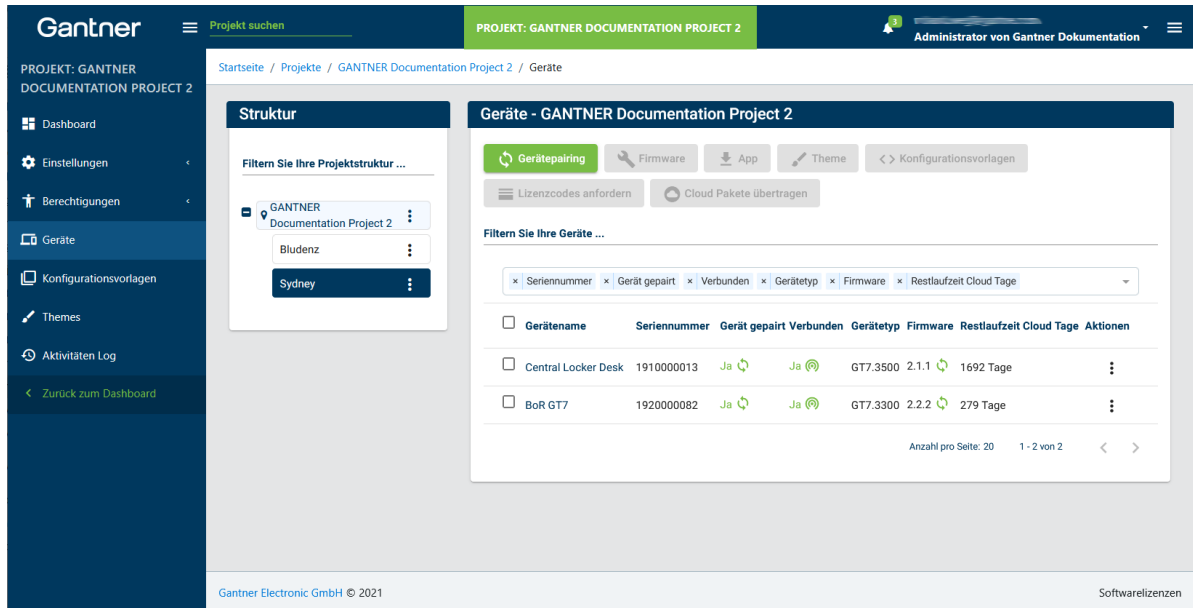 Gantner
Projekt suchen
PROJEKT: GANTNER DOCUMENTATION PROJECT 2
3
Administrator von Gantner Dokumentation
PROJEKT: GANTNER
DOCUMENTATION PROJECT 2
Dashboard
Einstellungen
Berechtigungen
Geräte
Konfigurationsvorlagen
Themes
Aktivitäten Log
Zurück zum Dashboard
Startseite / Projekte / GANTNER Documentation Project 2 / Geräte
Struktur
Filtern Sie Ihre Projektstruktur ...
GANTNER
Documentation Project 2
Bludenz
Sydney
Geräte - GANTNER Documentation Project 2
Gerätepairing Firmware App Theme <> Konfigurationsvorlagen
Lizenzcodes anfordern Cloud Pakete übertragen
Filtern Sie Ihre Geräte ...
× Seriennummer × Gerät gepairt × Verbunden × Gerätetyp × Firmware × Restlaufzeit Cloud Tage
Gerätename Seriennummer Gerät gepairt Verbunden Gerätetyp Firmware Restlaufzeit Cloud Tage Aktionen
Central Locker Desk 1910000013 Ja Ja GT7.3500 2.1.1 1692 Tage
BoR GT7 1920000082 Ja Ja GT7.3300 2.2.2 279 Tage
Anzahl pro Seite: 20 1 - 2 von 2
Gantner Electronic GmbH © 2021
Softwarelizenzen